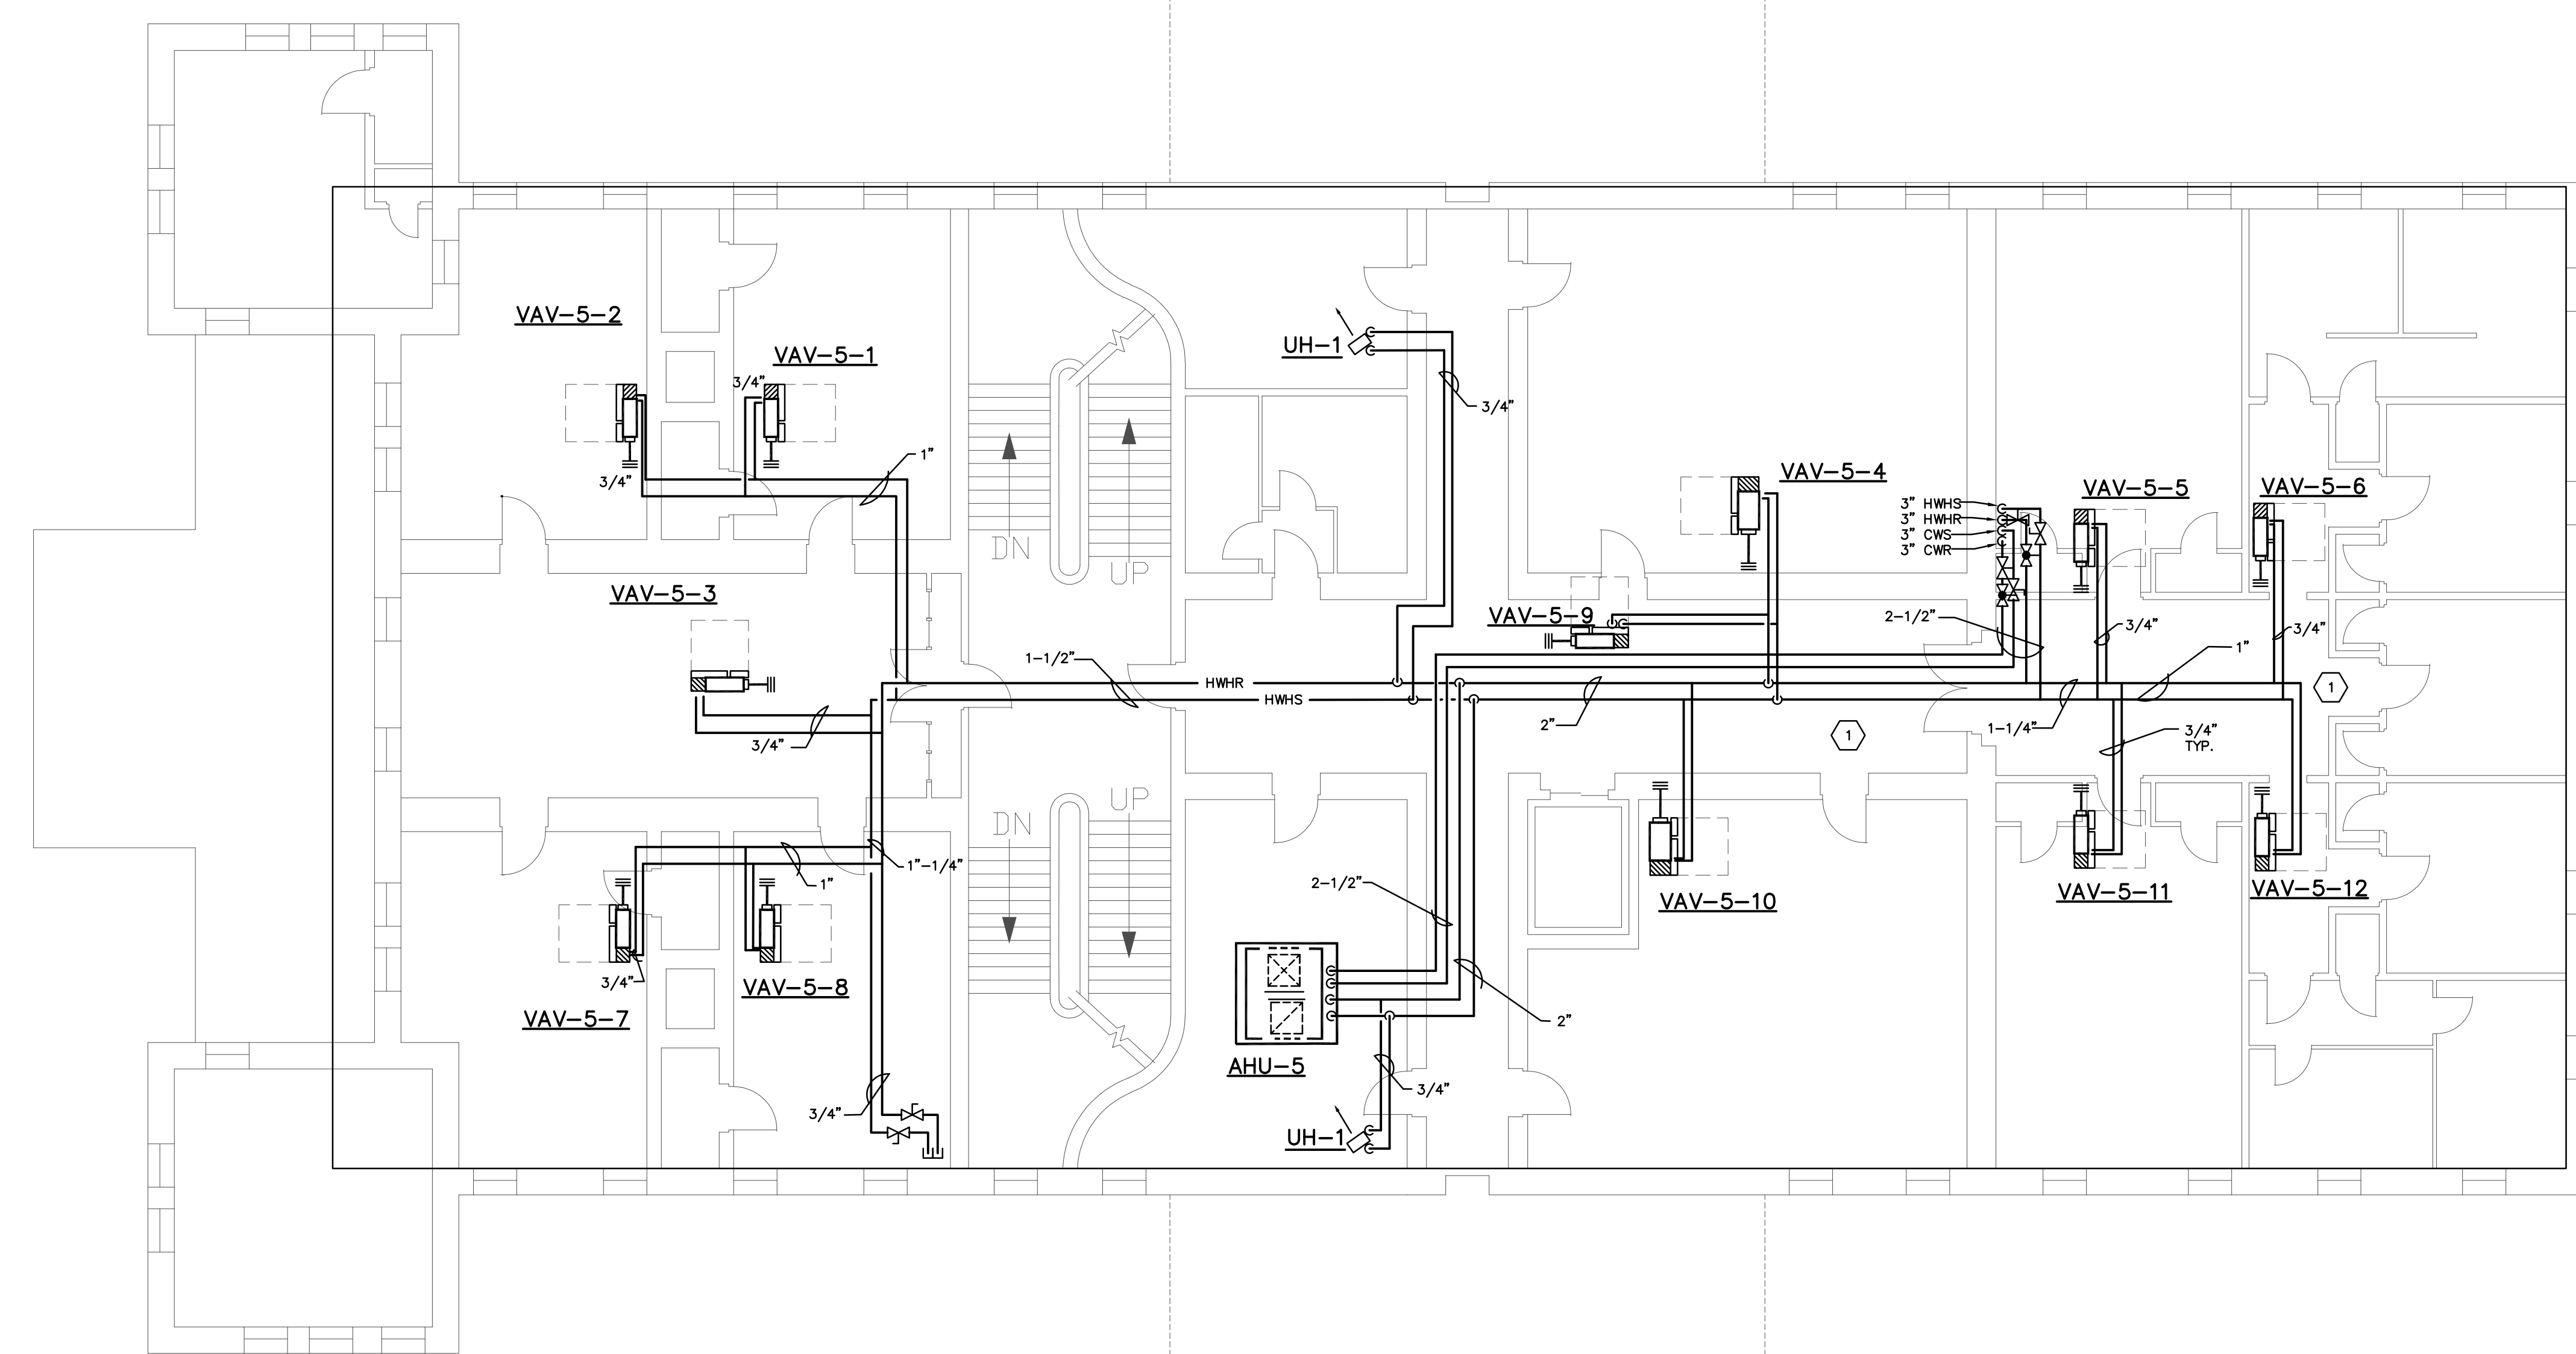 VAV-5-2
VAV-5-1
UH-1
3/4”
3/4”
1”
3/4”
VAV-5-4
VAV-5-5
VAV-5-6
3” HWHS
3” HWHR
3” CWS
3” CWR
DN
UP
VAV-5-3
VAV-5-9
2-1/2”
3/4”
3/4”
1-1/2”
1”
HWHR
HWHS
1
3/4”
2”
1
1-1/4”
3/4”
TYP.
DN
UP
1”
1”-1/4”
2-1/2”
VAV-5-10
VAV-5-11
VAV-5-12
3/4”
VAV-5-8
VAV-5-7
2”
AHU-5
3/4”
3/4”
UH-1